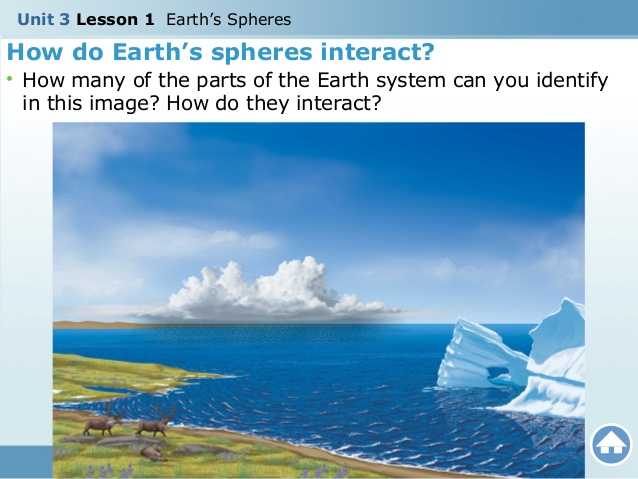 Unit 3 Lesson 1 Earth's Spheres
How do Earth's spheres interact?
• How many of the parts of the Earth system can you identify
in this image? How do they interact?